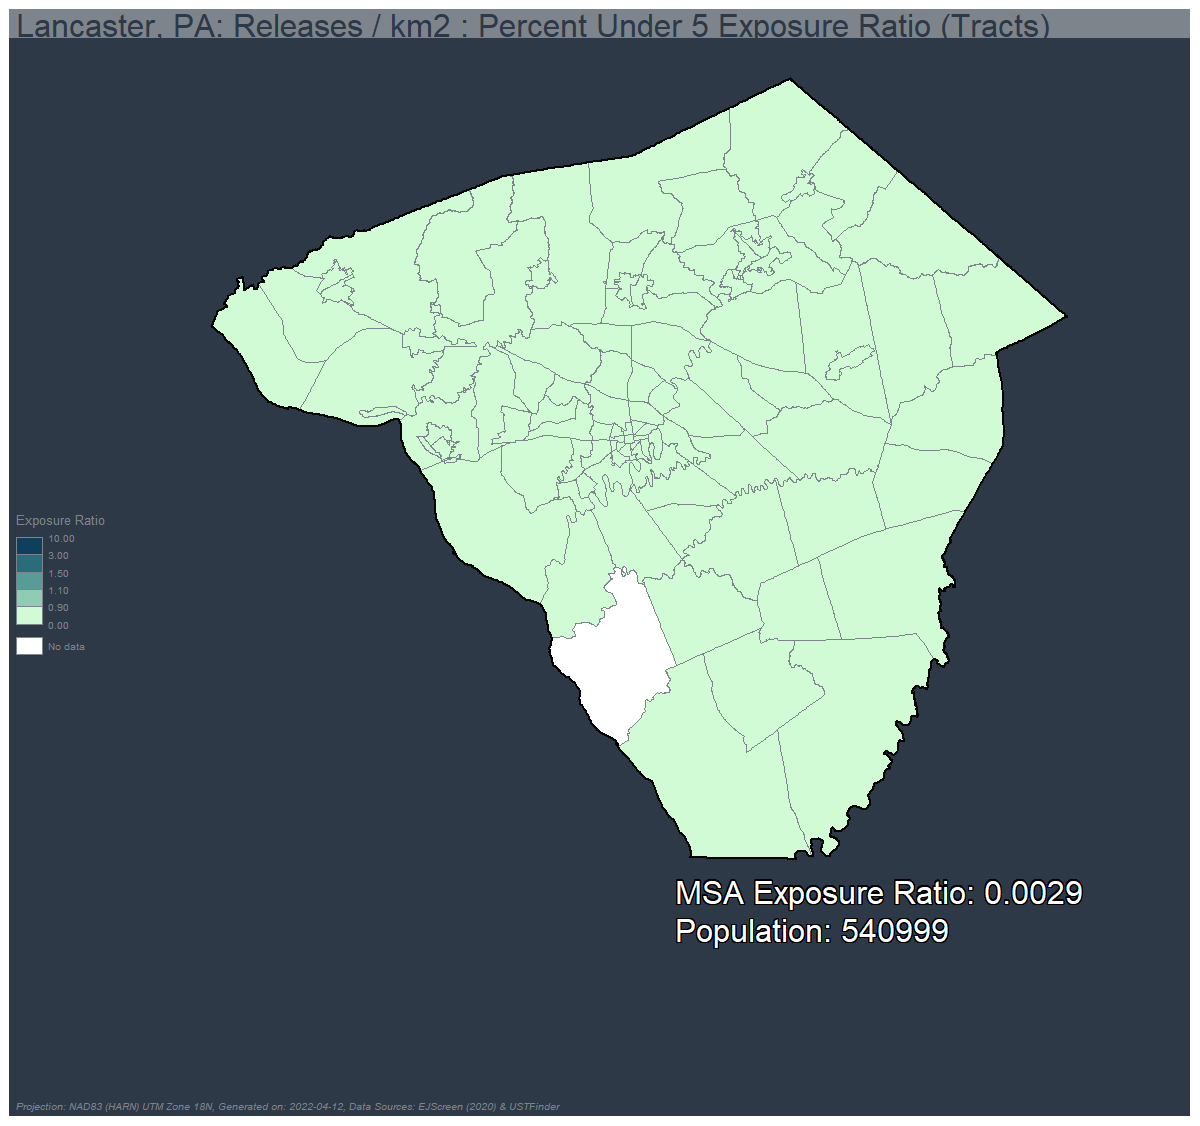 Lancaster, PA: Releases / km2 : Percent Under 5 Exposure Ratio (Tracts)
Exposure Ratio
10.00
3.00
1.50
1.10
0.90
0.00
No data
MSA Exposure Ratio: 0.0029
Population: 540999
Projection: NAD83 (HARN) UTM Zone 18N, Generated on: 2022-04-12, Data Sources: EJScreen (2020) & USTFinder